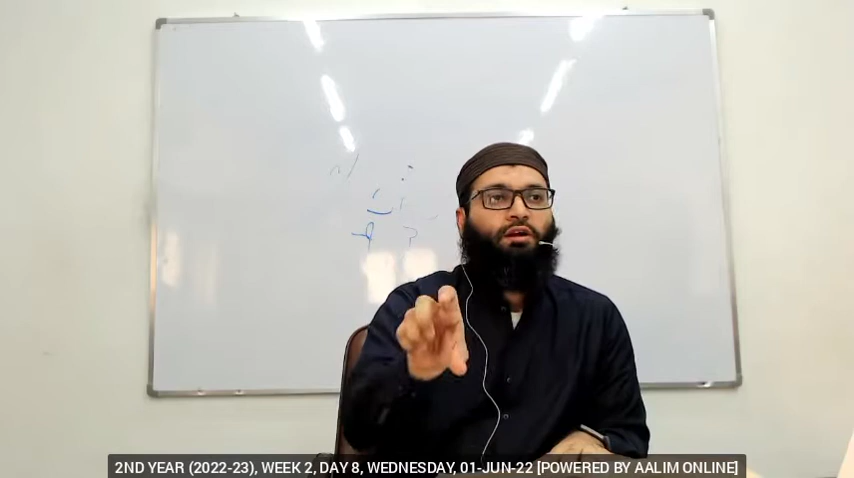 2ND YEAR (2022-23), WEEK 2, DAY 8, WEDNESDAY, 01-JUN-22 [POWERED BY AALIM ONLINE]